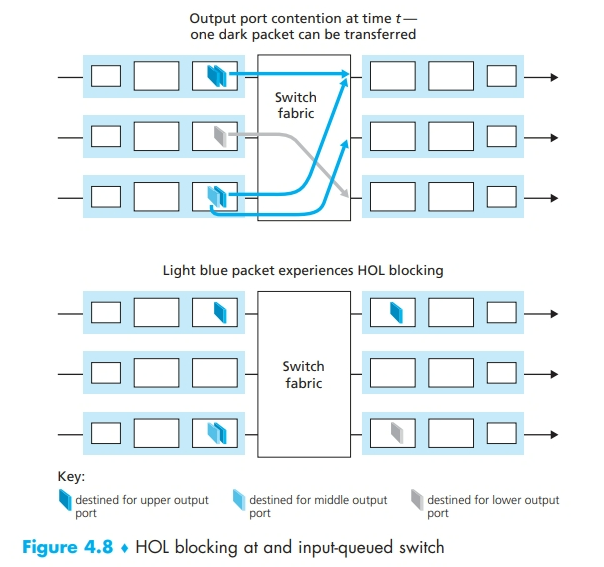 Output port contention at time t—
one dark packet can be transferred
Switch
fabric
Light blue packet experiences HOL blocking
Switch
fabric
Key:
destined for upper output
port
destined for middle output
port
destined for lower output
port
Figure 4.8 ♦ HOL blocking at and input-queued switch